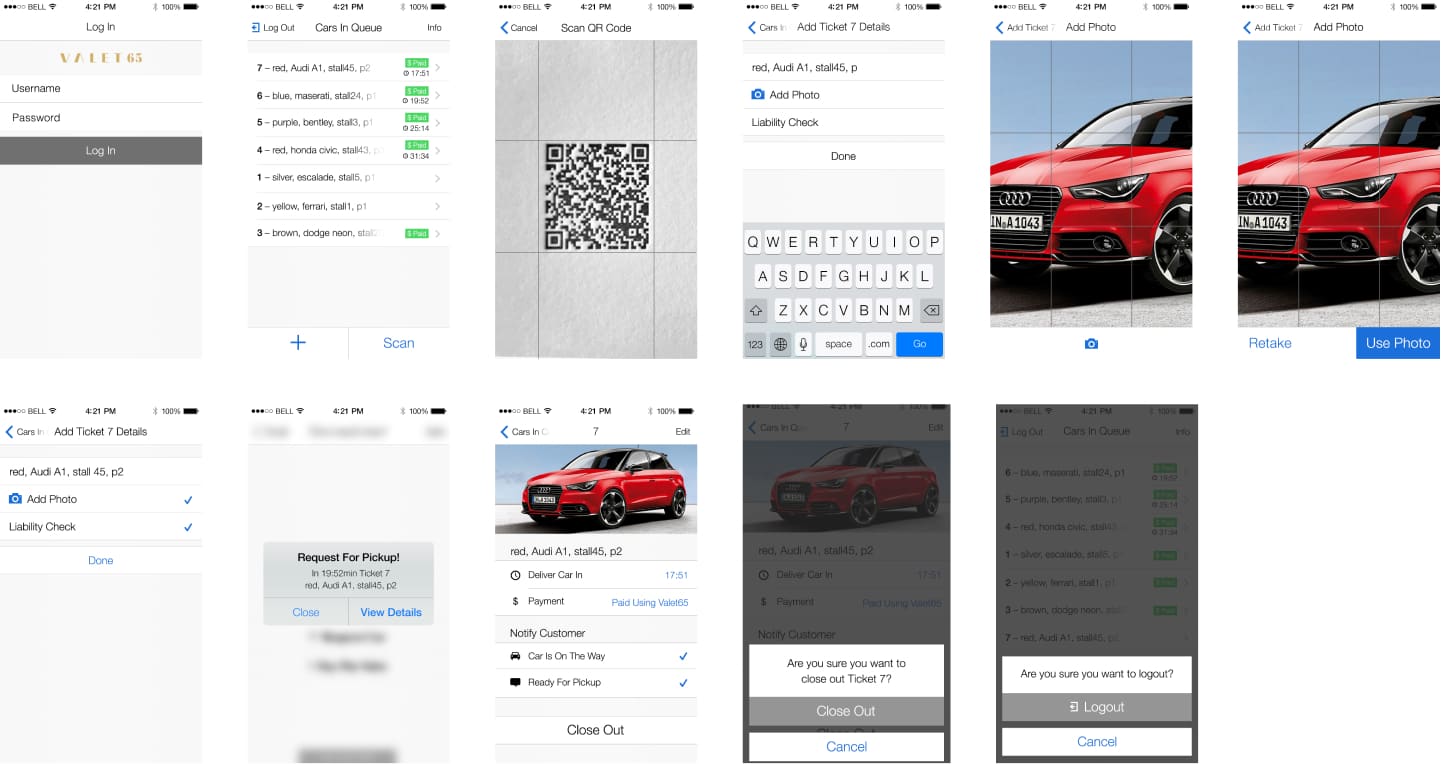 BELL 4:21 PM 100%
Log In
VALET 65
Username
Password
Log In
BELL 4:21 PM 100%
Log Out Cars In Queue Info
7 – red, Audi A1, stall45, p2 $ Paid
17:51
6 – blue, maserati, stall24, p1 $ Paid
19:52
5 – purple, bentley, stall3, p1 $ Paid
25:14
4 – red, honda civic, stall43, $ Paid
31:34
1 – silver, escalade, stall5, p1
2 – yellow, ferrari, stall1, p1
3 – brown, dodge neon, stall2 $ Paid
+ Scan
BELL 4:21 PM 100%
Cancel Scan QR Code
BELL 4:21 PM 100%
Cars In Add Ticket 7 Details
red, Audi A1, stall45, p
Add Photo
Liability Check
Done
Q W E R T Y U I O P
A S D F G H J K L
Z X C V B N M
123 space .com Go
BELL 4:21 PM 100%
Add Ticket 7 Add Photo
IN A1043
BELL 4:21 PM 100%
Add Ticket Add Photo
IN A1043
Retake Use Photo
BELL 4:21 PM 100%
Cars In Add Ticket 7 Details
red, Audi A1, stall 45, p2
Add Photo
Liability Check
Done
BELL 4:21 PM 100%
Request For Pickup!
In 19:52min Ticket 7
red, Audi A1, stall45, p2
Close View Details
BELL 4:21 PM 100%
Cars In 7 Edit
IN A1043
red, Audi A1, stall45, p2
Deliver Car In 17:51
$ Payment Paid Using Valet65
Notify Customer
Car Is On The Way
Ready For Pickup
Close Out
BELL 4:21 PM 100%
Cars In Qu 7 Edit
red, Audi A1, stall45, p2
Deliver Car In 17:51
$ Payment Paid Using Valet65
Notify Customer
Are you sure you want to
close out Ticket 7?
Close Out
Cancel
BELL 4:21 PM 100%
Log Out Cars In Queue Info
6 – blue, maserati, stall24, p1 $ Paid
19:52
5 – purple, bentley, stall3, p1 $ Paid
25:14
4 – red, honda civic, stall43, $ Paid
31:34
1 – silver, escalade, stall5, p1 $ Paid
2 – yellow, ferrari, stall1, p1 $ Paid
3 – brown, dodge neon, stall2 $ Paid
7 – red, Audi A1, stall45, p2
Are you sure you want to logout?
Logout
Cancel